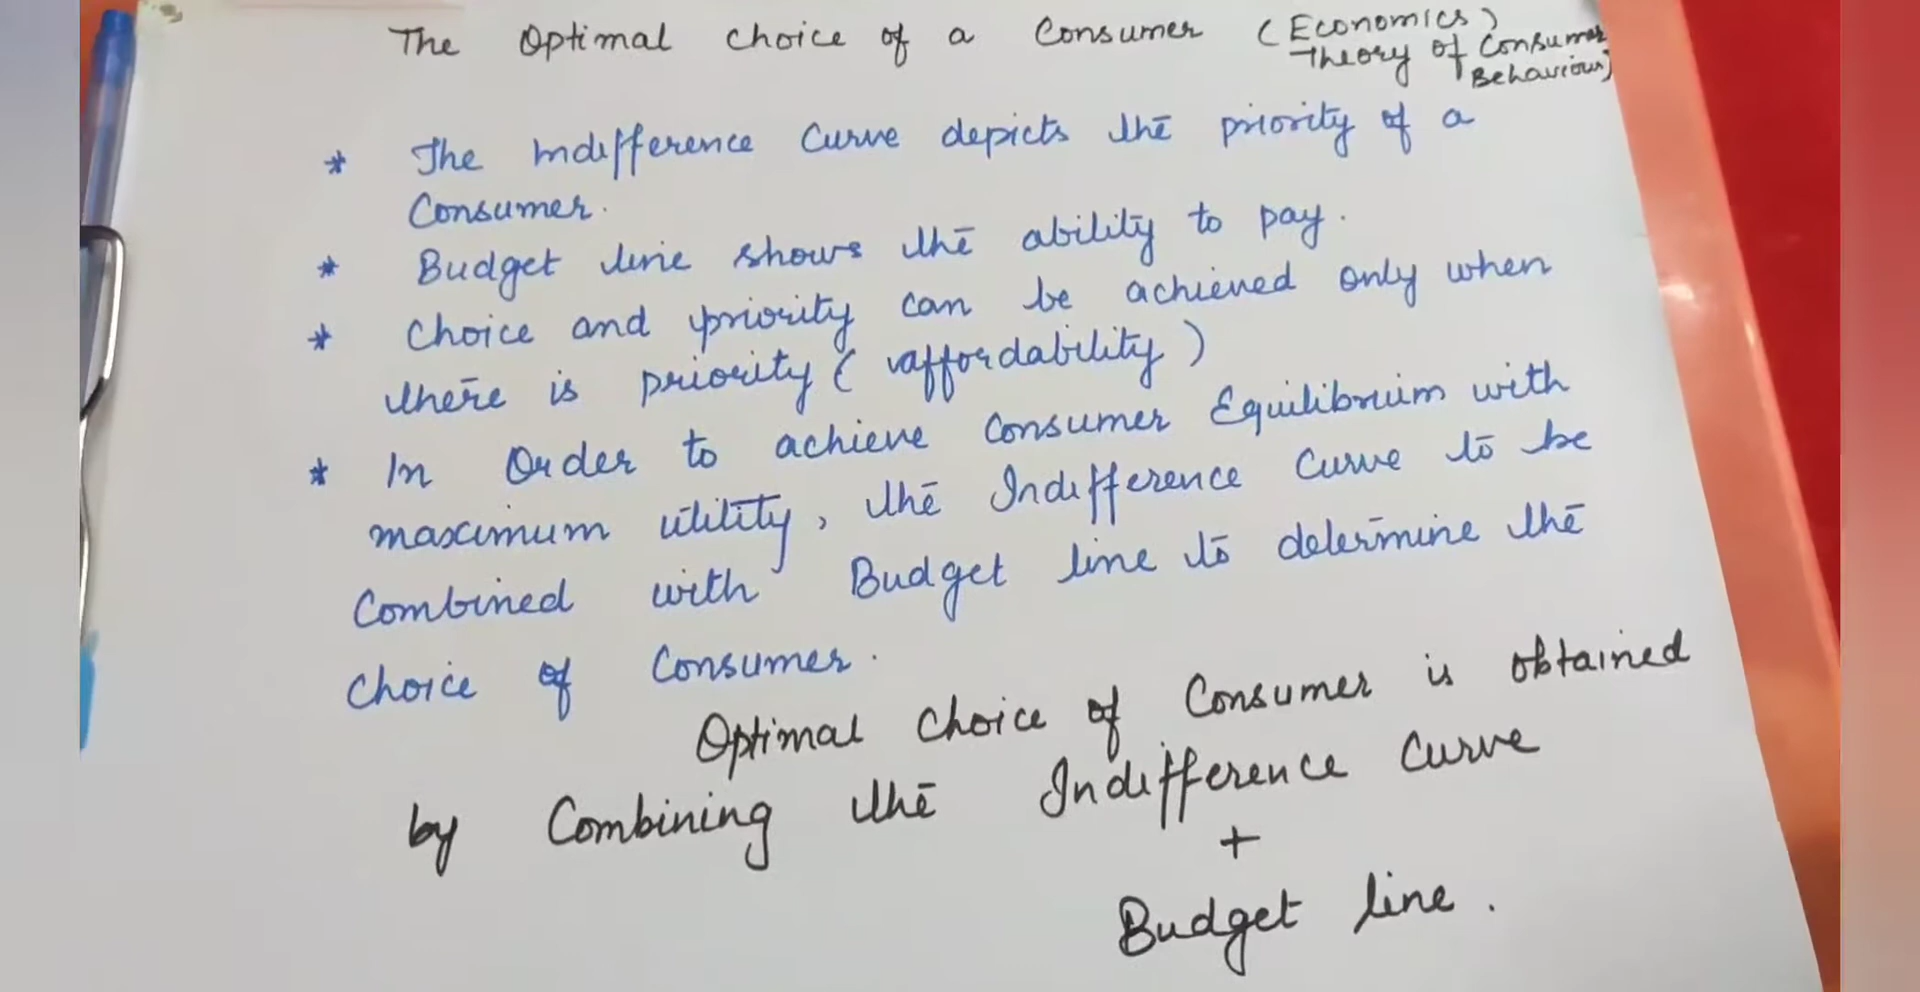 The Optimal choice of a Consumer (Economics)
Theory of Consumer
Behaviour)
* The Indifference Curve depicts the priority of a
Consumer.
* Budget line shows the ability to pay.
* Choice and priority can be achieved only when
there is priority (affordability)
* In Order to achieve Consumer Equilibrium with
maximum utility, the Indifference Curve to be
Combined with Budget line to determine the
choice of Consumer.
Optimal choice of Consumer is obtained
by Combining the Indifference Curve
+
Budget line.